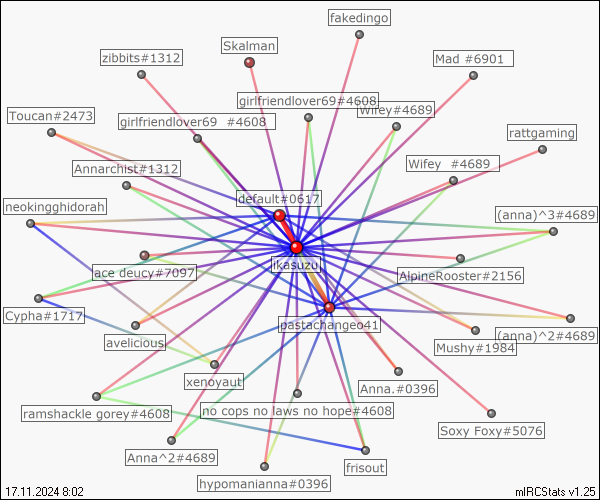 fakedingo
Skalman
zibbits#1312
Mad #6901
girlfriendlover69#4608
Wifey#4689
Toucan#2473
girlfriendlover69 #4608
rattgaming
Annarchist#1312
Wifey #4689
default#0617
neokingghidorah
(anna)^3#4689
ikasuzu
ace deucy#7097
AlpineRooster#2156
Cypha#1717
pastachangeo41
(anna)^2#4689
avelicious
Mushy#1984
xenoyaut
Anna.#0396
ramshackle gorey#4608
no cops no laws no hope#4608
Soxy Foxy#5076
Anna^2#4689
frisout
hypomanianna#0396
17.11.2024 8:02
mIRCStats v1.25